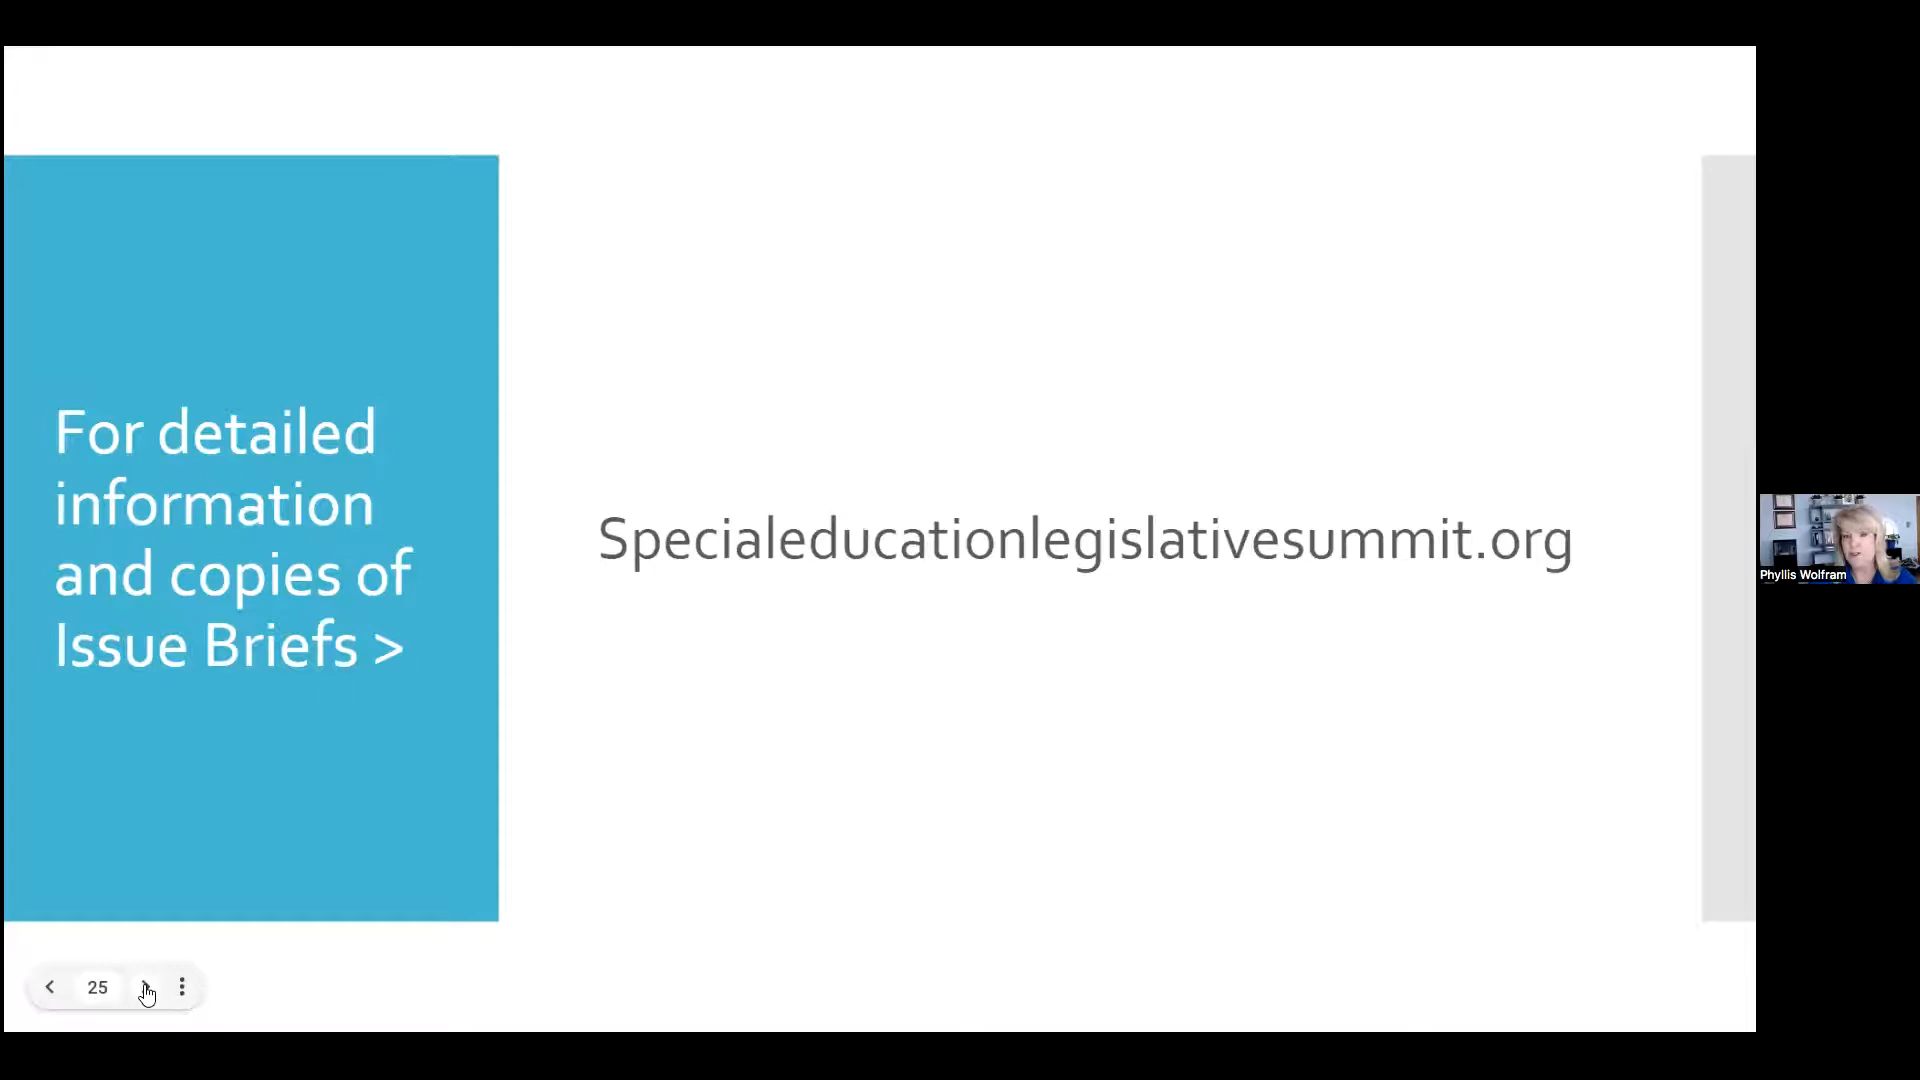 For detailed
information
and copies of
Issue Briefs >
Specialeducationlegislativesummit.org
Phyllis Wolfram
25